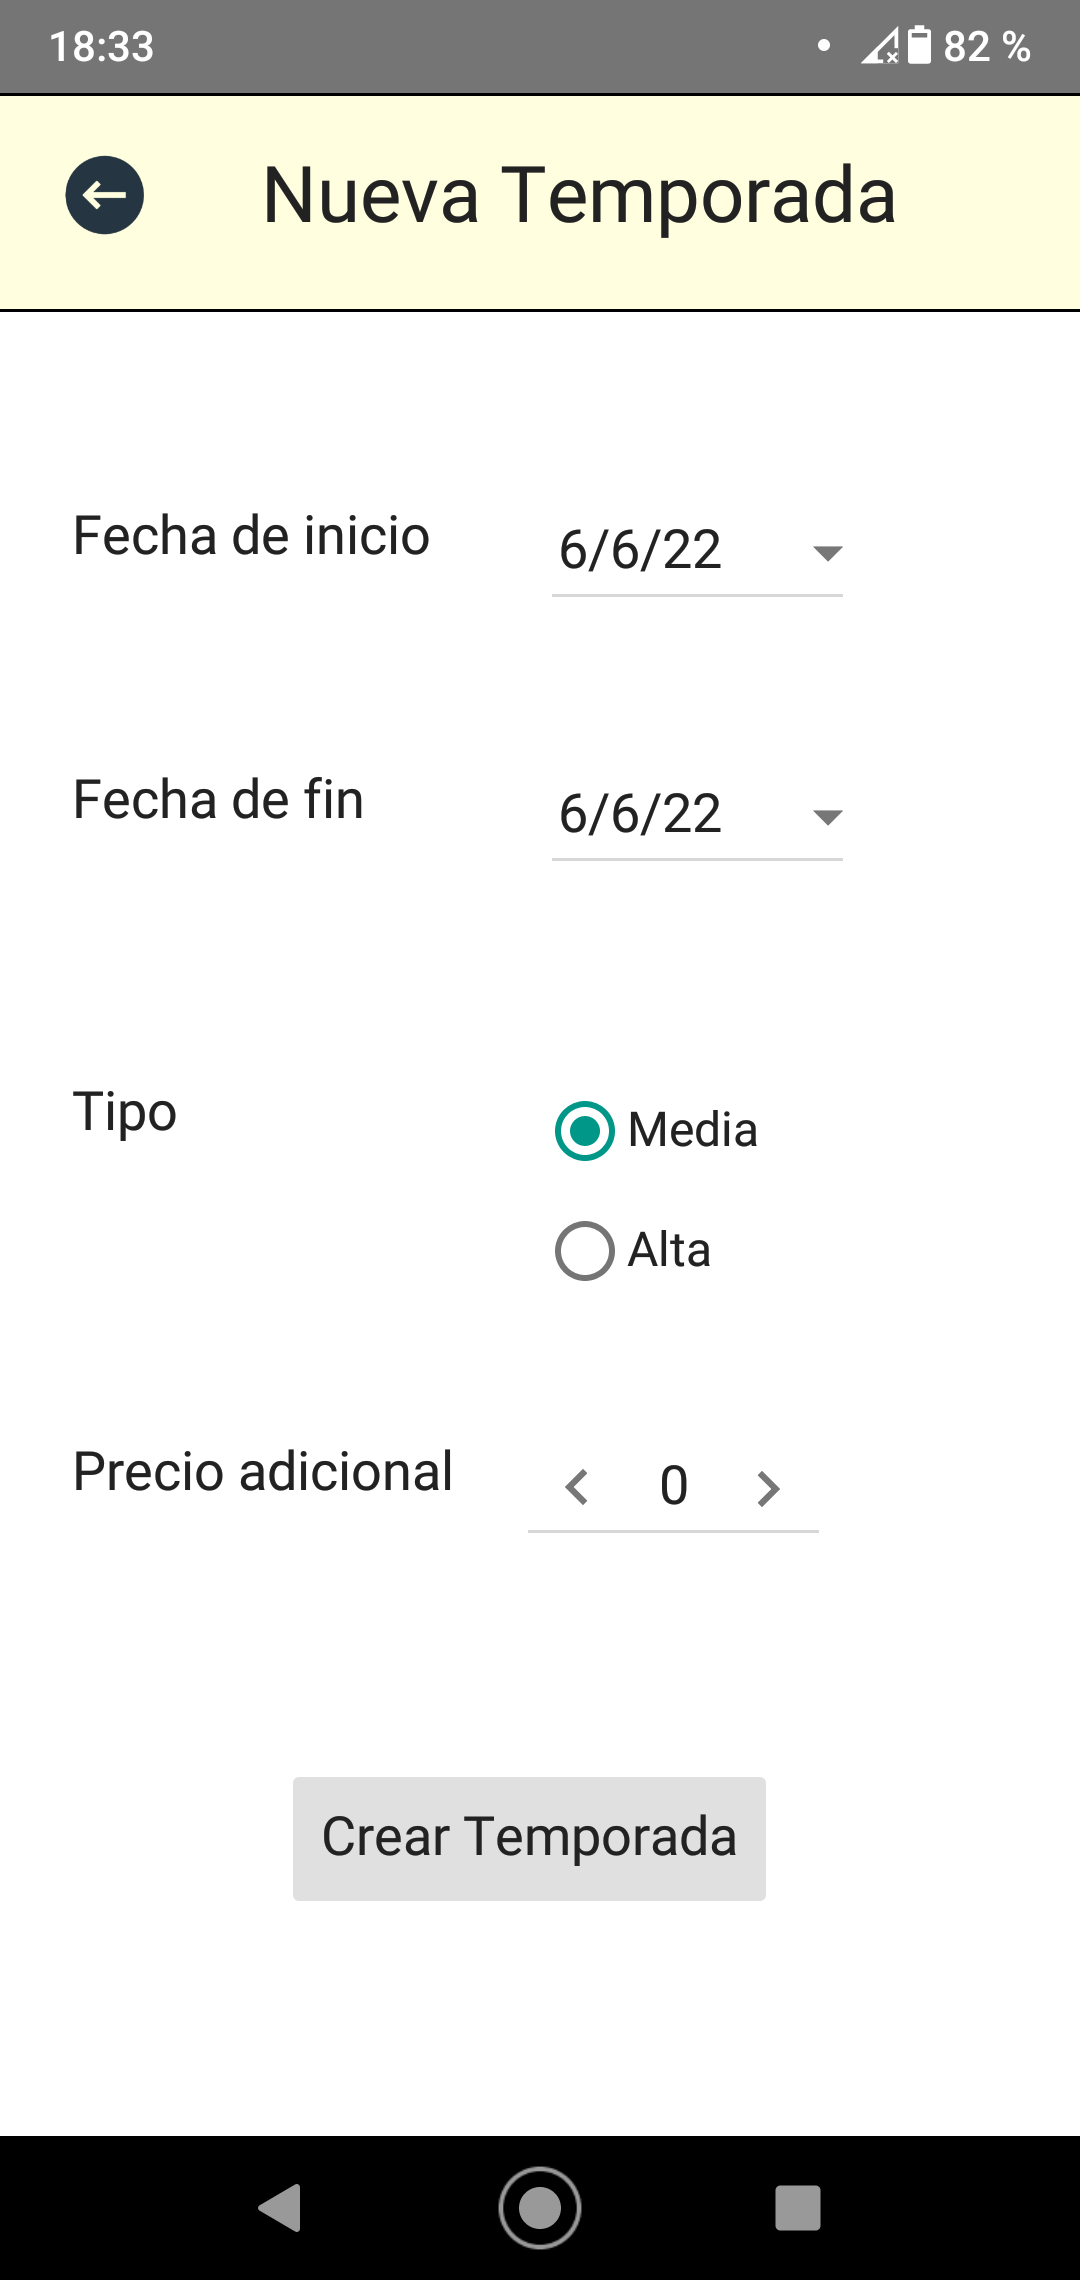 18:33
82 %
Nueva Temporada
Fecha de inicio
6/6/22
Fecha de fin
6/6/22
Tipo
Media
Alta
Precio adicional
0
Crear Temporada